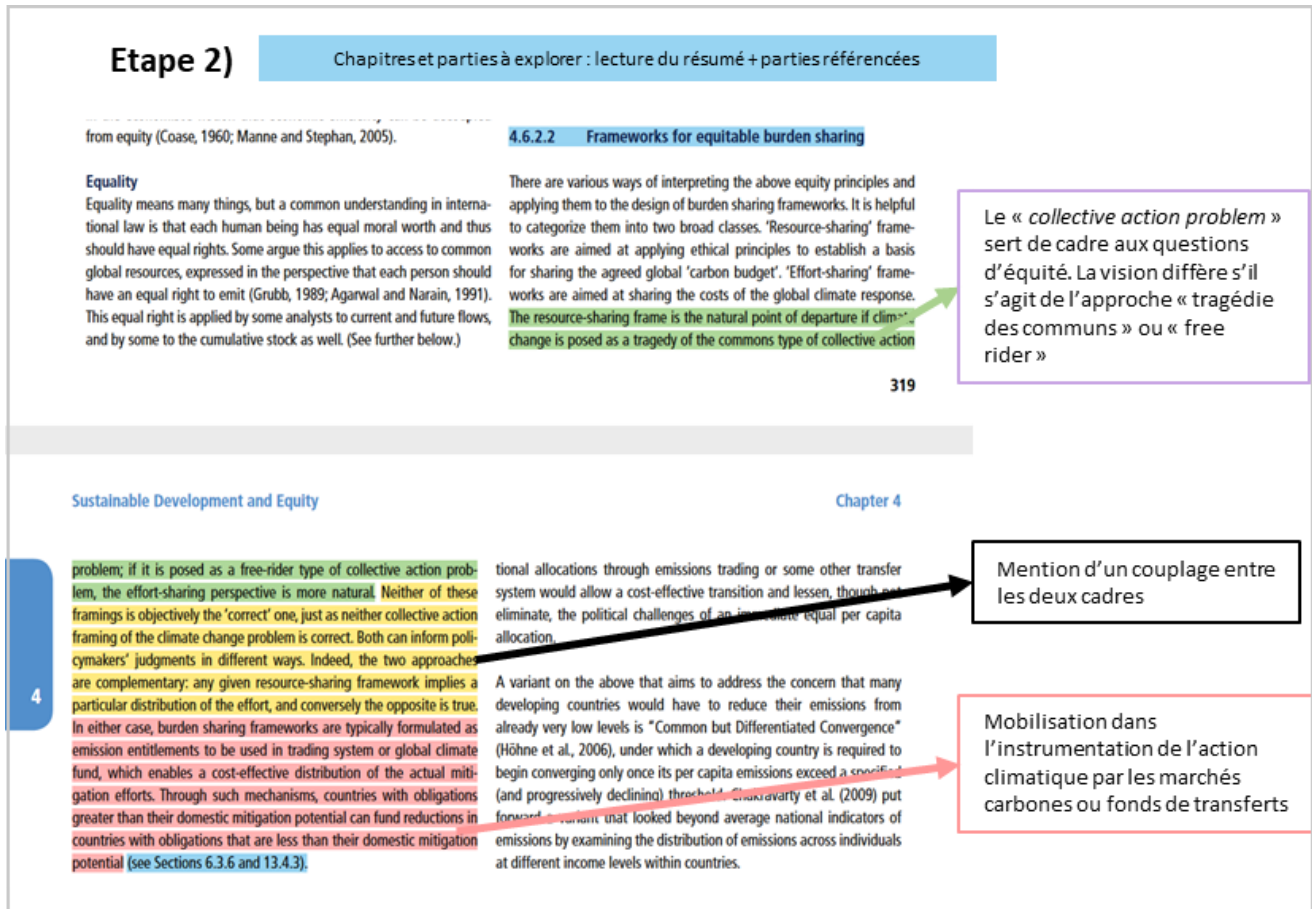 Etape 2)
Chapitres et parties à explorer : lecture du résumé + parties référencées
from equity (Coase, 1960; Manne and Stephan, 2005).
Equality
Equality means many things, but a common understanding in interna-
tional law is that each human being has equal moral worth and thus
should have equal rights. Some argue this applies to access to common
global resources, expressed in the perspective that each person should
have an equal right to emit (Grubb, 1989; Agarwal and Narain, 1991).
This equal right is applied by some analysts to current and future flows,
and by some to the cumulative stock as well. (See further below.)
4.6.2.2 Frameworks for equitable burden sharing
There are various ways of interpreting the above equity principles and
applying them to the design of burden sharing frameworks. It is helpful
to categorize them into two broad classes. 'Resource-sharing' frame-
works are aimed at applying ethical principles to establish a basis
for sharing the agreed global 'carbon budget'. 'Effort-sharing' frame-
works are aimed at sharing the costs of the global climate response.
The resource-sharing frame is the natural point of departure if climate
change is posed as a tragedy of the commons type of collective action
319
Le « collective action problem »
sert de cadre aux questions
d'équité. La vision diffère s'il
s'agit de l'approche « tragédie
des communs » ou « free
rider »
Sustainable Development and Equity
Chapter 4
4
problem; if it is posed as a free-rider type of collective action prob-
lem, the effort-sharing perspective is more natural. Neither of these
framings is objectively the 'correct' one, just as neither collective action
framing of the climate change problem is correct. Both can inform poli-
cymakers' judgments in different ways. Indeed, the two approaches
are complementary: any given resource-sharing framework implies a
particular distribution of the effort, and conversely the opposite is true.
In either case, burden sharing frameworks are typically formulated as
emission entitlements to be used in trading system or global climate
fund, which enables a cost-effective distribution of the actual miti-
gation efforts. Through such mechanisms, countries with obligations
greater than their domestic mitigation potential can fund reductions in
countries with obligations that are less than their domestic mitigation
potential (see Sections 6.3.6 and 13.4.3).
tional allocations through emissions trading or some other transfer
system would allow a cost-effective transition and lessen, though not
eliminate, the political challenges of an immediate equal per capita
allocation.
A variant on the above that aims to address the concern that many
developing countries would have to reduce their emissions from
already very low levels is "Common but Differentiated Convergence"
(Höhne et al., 2006), under which a developing country is required to
begin converging only once its per capita emissions exceed a specified
(and progressively declining) threshold. Chakravarty et al. (2009) put
forward a variant that looked beyond average national indicators of
emissions by examining the distribution of emissions across individuals
at different income levels within countries.
Mention d'un couplage entre
les deux cadres
Mobilisation dans
l'instrumentation de l'action
climatique par les marchés
carbones ou fonds de transferts